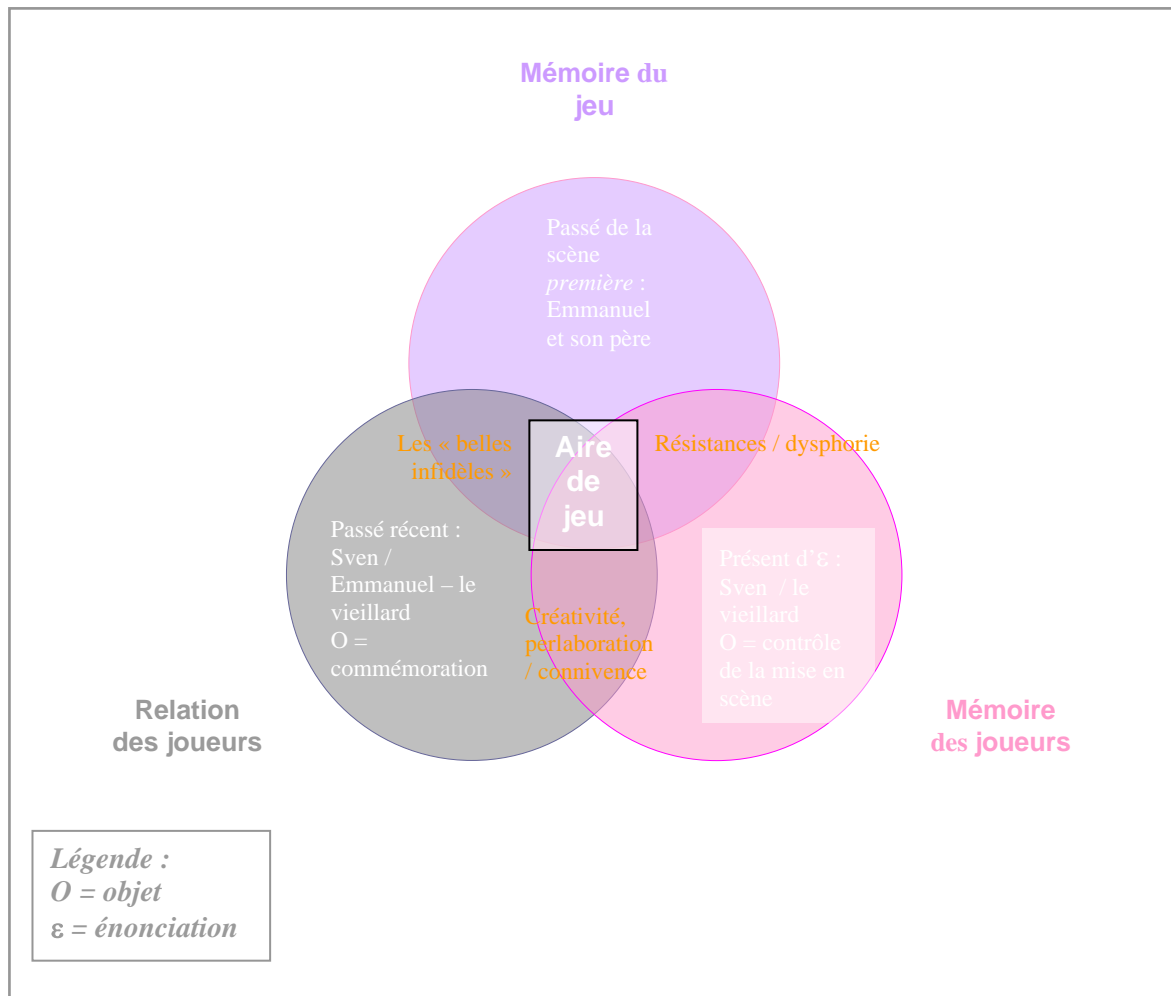 Mémoire du
jeu
Passé de la
scène
première :
Emmanuel
et son père
Les « belles
infidèles »
Aire
de
jeu
Résistances / dysphorie
Passé récent :
Sven /
Emmanuel – le
vieillard
O =
commémoration
Créativité,
perlaboration
/ connivence
Présent d’ε :
Sven / le
vieillard
O = contrôle
de la mise en
scène
Relation
des joueurs
Mémoire
des joueurs
Légende :
O = objet
ε = énonciation